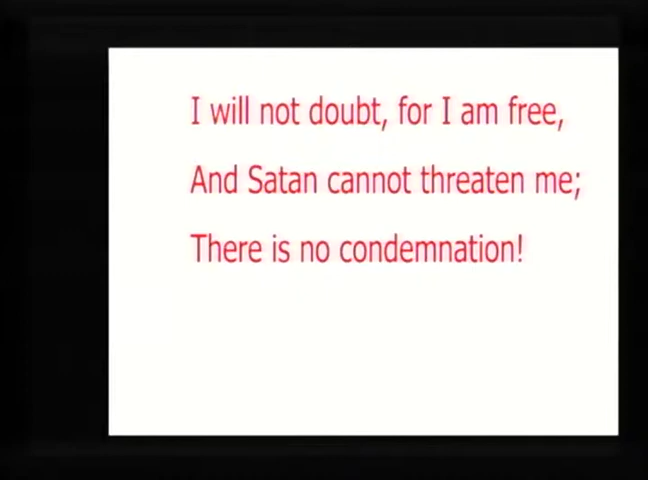 I will not doubt, for I am free,
And Satan cannot threaten me;
There is no condemnation!